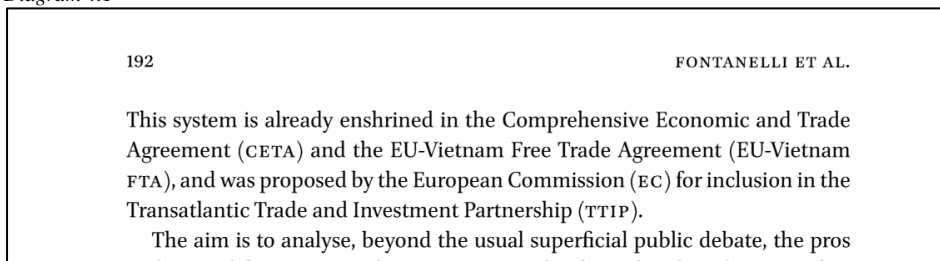 192 FONTANELLI ET AL.
This system is already enshrined in the Comprehensive Economic and Trade
Agreement (CETA) and the EU-Vietnam Free Trade Agreement (EU-Vietnam
FTA), and was proposed by the European Commission (EC) for inclusion in the
Transatlantic Trade and Investment Partnership (TTIP).
The aim is to analyse, beyond the usual superficial public debate, the pros